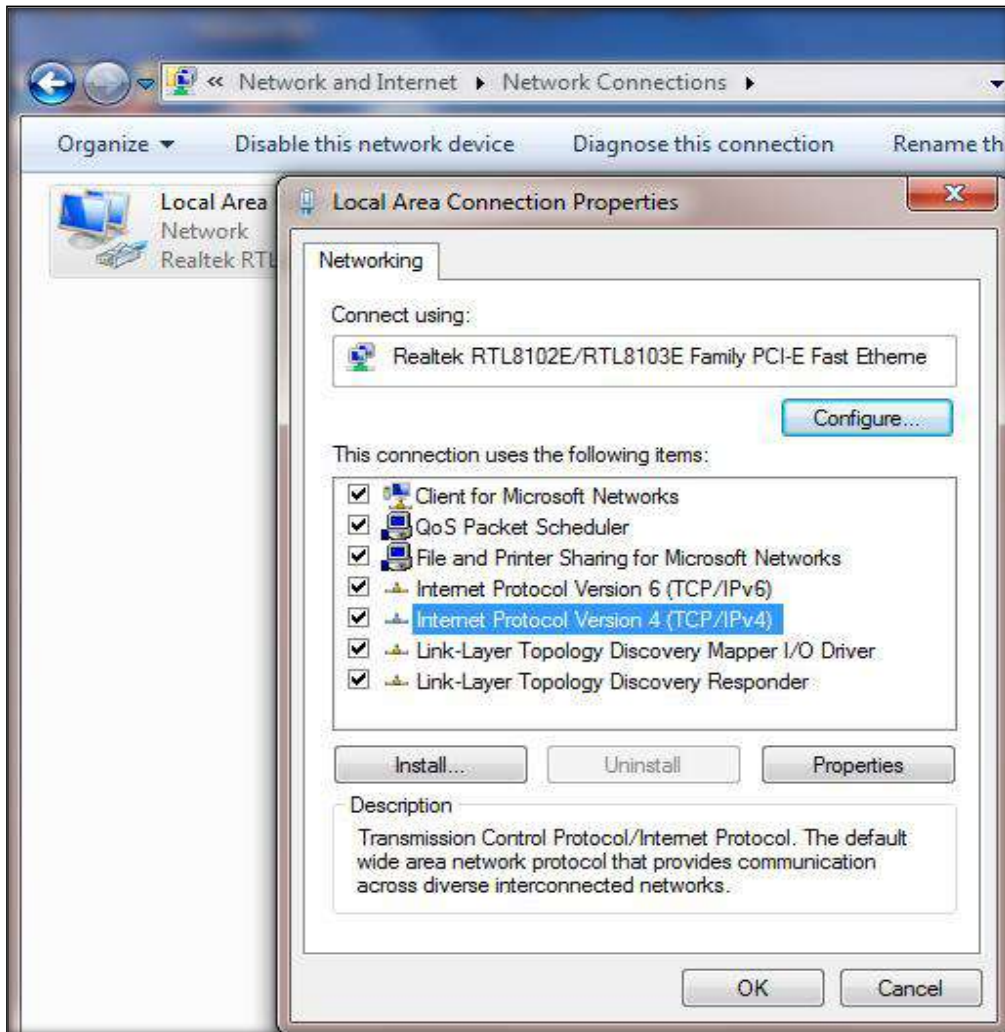 « Network and Internet ▸ Network Connections ▸
Organize ▾ Disable this network device Diagnose this connection Rename th
Local Area
Network
Realtek RTL
Local Area Connection Properties
Networking
Connect using:
Realtek RTL8102E/RTL8103E Family PCI-E Fast Etherne
Configure...
This connection uses the following items:
Client for Microsoft Networks
QoS Packet Scheduler
File and Printer Sharing for Microsoft Networks
Internet Protocol Version 6 (TCP/IPv6)
Internet Protocol Version 4 (TCP/IPv4)
Link-Layer Topology Discovery Mapper I/O Driver
Link-Layer Topology Discovery Responder
Install... Uninstall Properties
Description
Transmission Control Protocol/Internet Protocol. The default
wide area network protocol that provides communication
across diverse interconnected networks.
OK Cancel